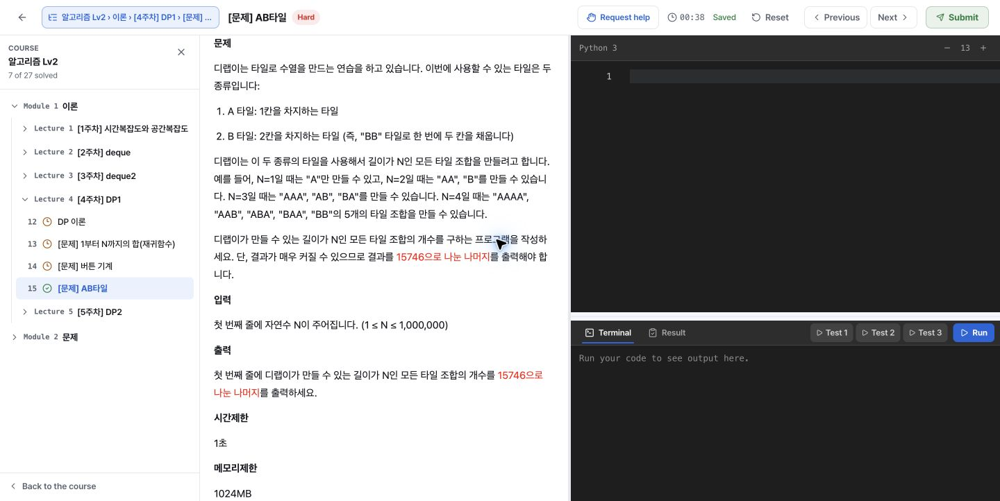 알고리즘 Lv2 › 이론 › [4주차] DP1 › [문제] ...
[문제] AB타일
Hard
Request help
00:38
Saved
Reset
Previous
Next
Submit
COURSE
알고리즘 Lv2
7 of 27 solved
Module 1 이론
Lecture 1 [1주차] 시간복잡도와 공간복잡도
Lecture 2 [2주차] deque
Lecture 3 [3주차] deque2
Lecture 4 [4주차] DP1
12 DP 이론
13 [문제] 1부터 N까지의 합(재귀함수)
14 [문제] 버튼 기계
15 [문제] AB타일
Lecture 5 [5주차] DP2
Module 2 문제
Back to the course
문제
디랩이는 타일로 수열을 만드는 연습을 하고 있습니다. 이번에 사용할 수 있는 타일은 두
종류입니다:
1. A 타일: 1칸을 차지하는 타일
2. B 타일: 2칸을 차지하는 타일 (즉, "BB" 타일로 한 번에 두 칸을 채웁니다)
디랩이는 이 두 종류의 타일을 사용해서 길이가 N인 모든 타일 조합을 만들려고 합니다.
예를 들어, N=1일 때는 "A"만 만들 수 있고, N=2일 때는 "AA", "B"를 만들 수 있습니
다. N=3일 때는 "AAA", "AB", "BA"를 만들 수 있습니다. N=4일 때는 "AAAA",
"AAB", "ABA", "BAA", "BB"의 5개의 타일 조합을 만들 수 있습니다.
디랩이가 만들 수 있는 길이가 N인 모든 타일 조합의 개수를 구하는 프로그램을 작성하
세요. 단, 결과가 매우 커질 수 있으므로 결과를 15746으로 나눈 나머지를 출력해야 합
니다.
입력
첫 번째 줄에 자연수 N이 주어집니다. (1 ≤ N ≤ 1,000,000)
출력
첫 번째 줄에 디랩이가 만들 수 있는 길이가 N인 모든 타일 조합의 개수를 15746으로
나눈 나머지를 출력하세요.
시간제한
1초
메모리제한
1024MB
Python 3
13
1
Terminal
Result
Test 1
Test 2
Test 3
Run
Run your code to see output here.